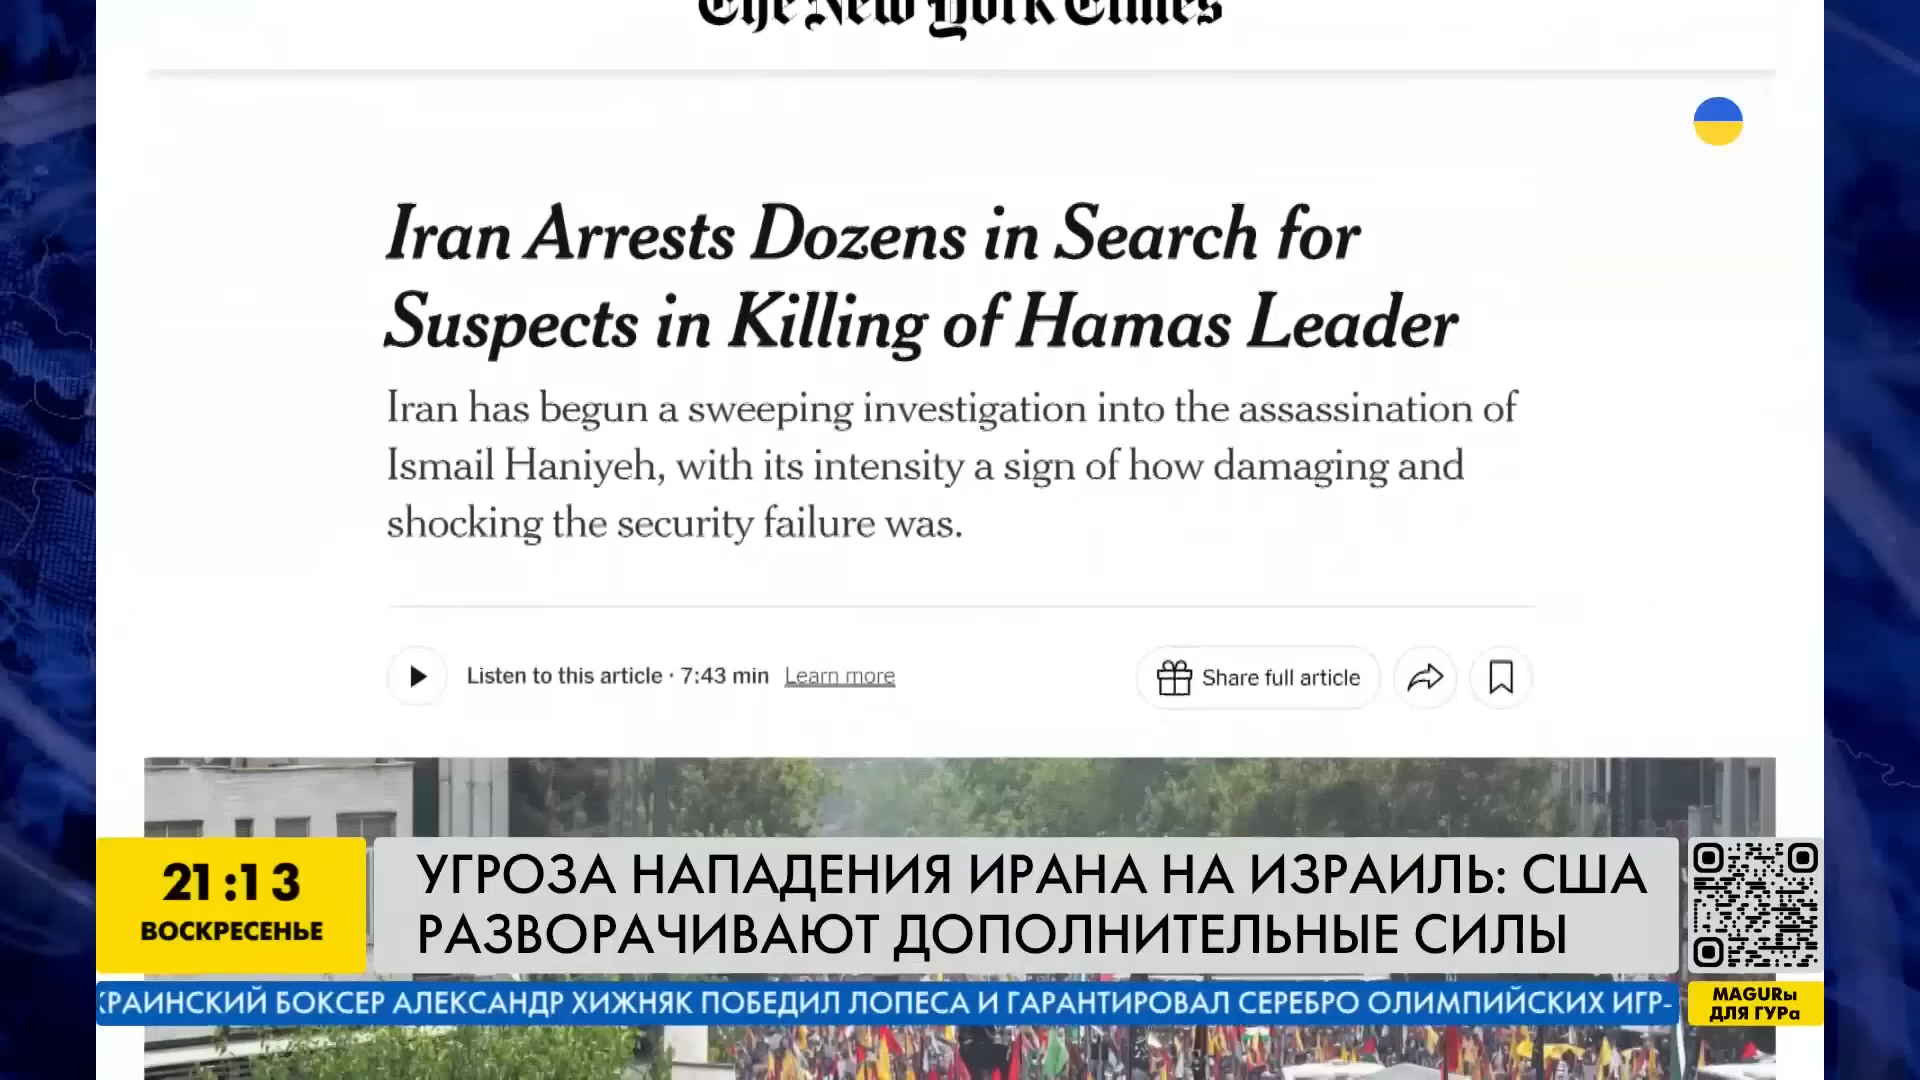 The New York Times
Iran Arrests Dozens in Search for
Suspects in Killing of Hamas Leader
Iran has begun a sweeping investigation into the assassination of
Ismail Haniyeh, with its intensity a sign of how damaging and
shocking the security failure was.
Listen to this article · 7:43 min Learn more
Share full article
21:13
ВОСКРЕСЕНЬЕ
УГРОЗА НАПАДЕНИЯ ИРАНА НА ИЗРАИЛЬ: США
РАЗВОРАЧИВАЮТ ДОПОЛНИТЕЛЬНЫЕ СИЛЫ
КРАИНСКИЙ БОКСЕР АЛЕКСАНДР ХИЖНЯК ПОБЕДИЛ ЛОПЕСА И ГАРАНТИРОВАЛ СЕРЕБРО ОЛИМПИЙСКИХ ИГР-
MAGURы
ДЛЯ ГУРа